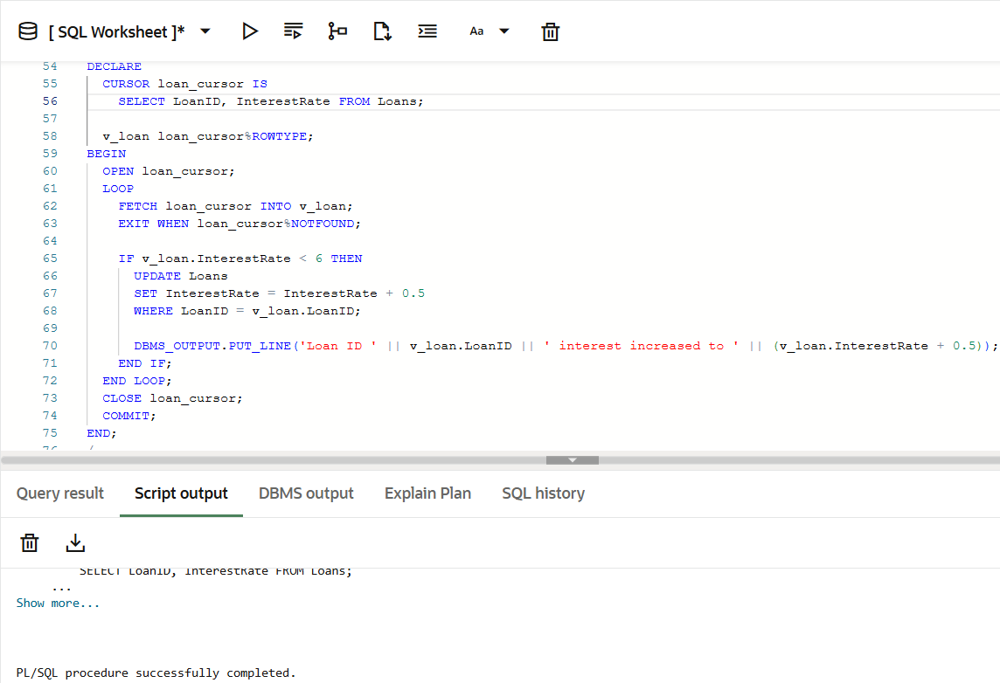 [ SQL Worksheet ]* Aa
54 DECLARE
55 CURSOR loan_cursor IS
56 SELECT LoanID, InterestRate FROM Loans;
57
58 v_loan loan_cursor%ROWTYPE;
59 BEGIN
60 OPEN loan_cursor;
61 LOOP
62 FETCH loan_cursor INTO v_loan;
63 EXIT WHEN loan_cursor%NOTFOUND;
64
65 IF v_loan.InterestRate < 6 THEN
66 UPDATE Loans
67 SET InterestRate = InterestRate + 0.5
68 WHERE LoanID = v_loan.LoanID;
69
70 DBMS_OUTPUT.PUT_LINE('Loan ID ' || v_loan.LoanID || ' interest increased to ' || (v_loan.InterestRate + 0.5));
71 END IF;
72 END LOOP;
73 CLOSE loan_cursor;
74 COMMIT;
75 END;
76 /
Query result Script output DBMS output Explain Plan SQL history
SELECT LoanID, InterestRate FROM Loans;
...
Show more...
PL/SQL procedure successfully completed.